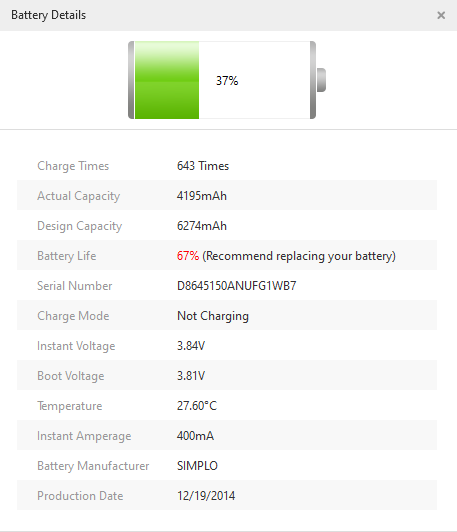 Battery Details
37%
Charge Times 643 Times
Actual Capacity 4195mAh
Design Capacity 6274mAh
Battery Life 67% (Recommend replacing your battery)
Serial Number D8645150ANUFG1WB7
Charge Mode Not Charging
Instant Voltage 3.84V
Boot Voltage 3.81V
Temperature 27.60°C
Instant Amperage 400mA
Battery Manufacturer SIMPLO
Production Date 12/19/2014